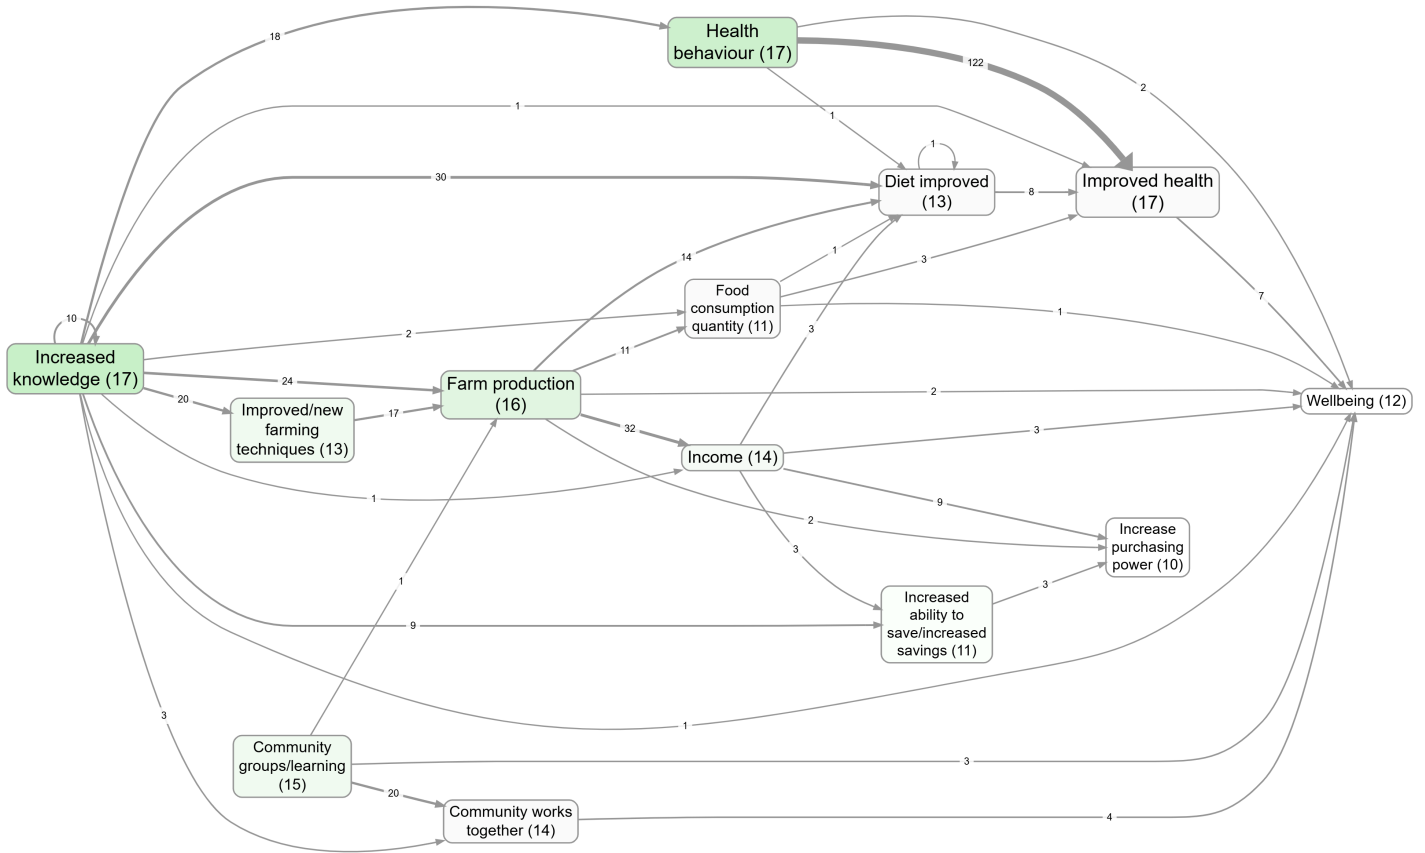 Health
behaviour (17)
18
122
2
1
1
1
30
Diet improved
(13)
8
Improved health
(17)
14
1
3
Food
consumption
quantity (11)
7
1
10
2
3
11
Increased
knowledge (17)
24
Farm production
(16)
2
Wellbeing (12)
20
Improved/new
farming
techniques (13)
17
32
3
Income (14)
1
9
2
Increase
purchasing
power (10)
3
1
3
Increased
ability to
save/increased
savings (11)
9
3
1
Community
groups/learning
(15)
3
20
Community works
together (14)
4